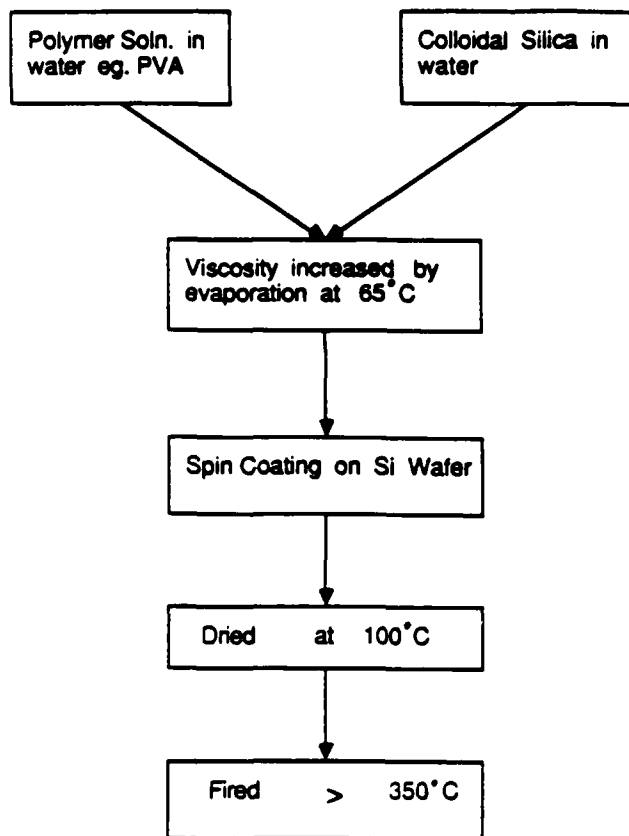 Polymer Soln. in
water eg. PVA
Colloidal Silica in
water
Viscosity increased by
evaporation at 65°C
Spin Coating on Si Wafer
Dried at 100°C
Fired > 350°C